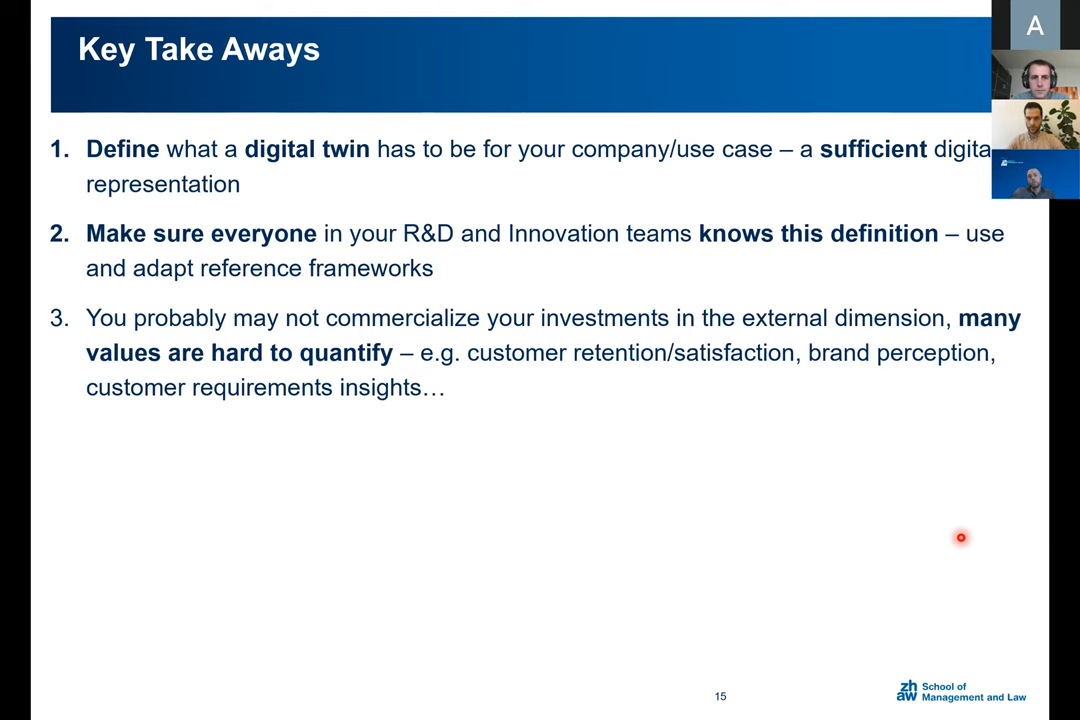 Key Take Aways
A
1. Define what a digital twin has to be for your company/use case – a sufficient digita
representation
2. Make sure everyone in your R&D and Innovation teams knows this definition – use
and adapt reference frameworks
3. You probably may not commercialize your investments in the external dimension, many
values are hard to quantify – e.g. customer retention/satisfaction, brand perception,
customer requirements insights…
15
zh
aw
School of
Management and Law